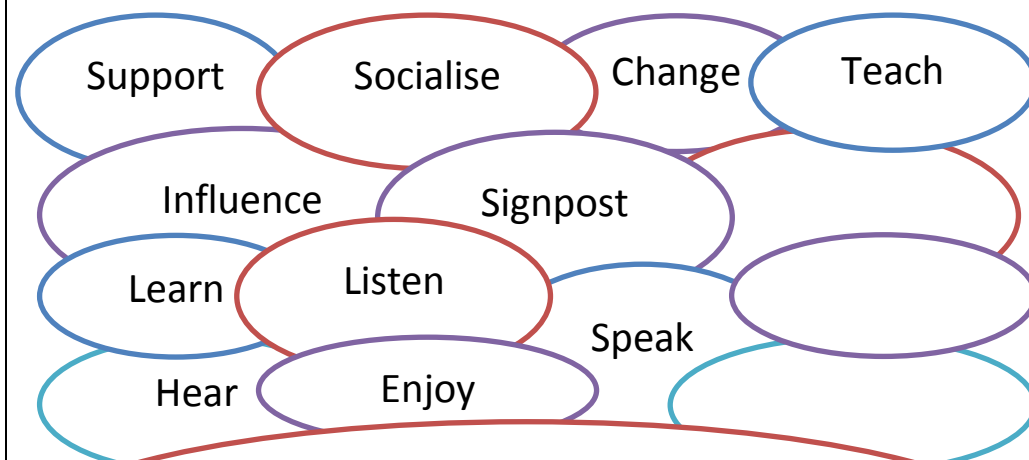 Support
Socialise
Change
Teach
Influence
Signpost
Learn
Listen
Speak
Hear
Enjoy